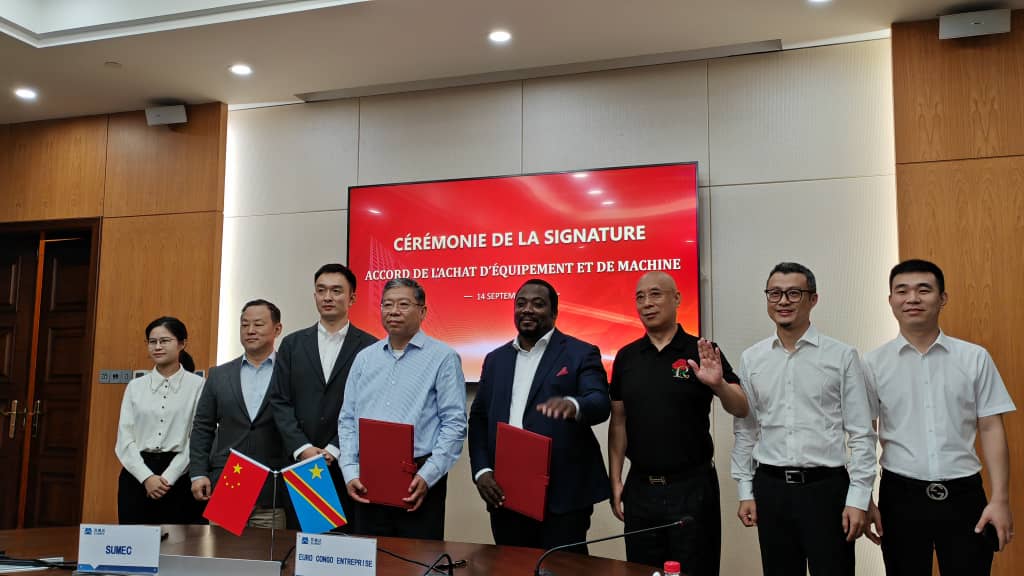 CÉRÉMONIE DE LA SIGNATURE
ACCORD DE L'ACHAT D'ÉQUIPEMENT ET DE MACHINE
— 14 SEPTEM
SUMEC
EURO CONGO ENTREPRISE